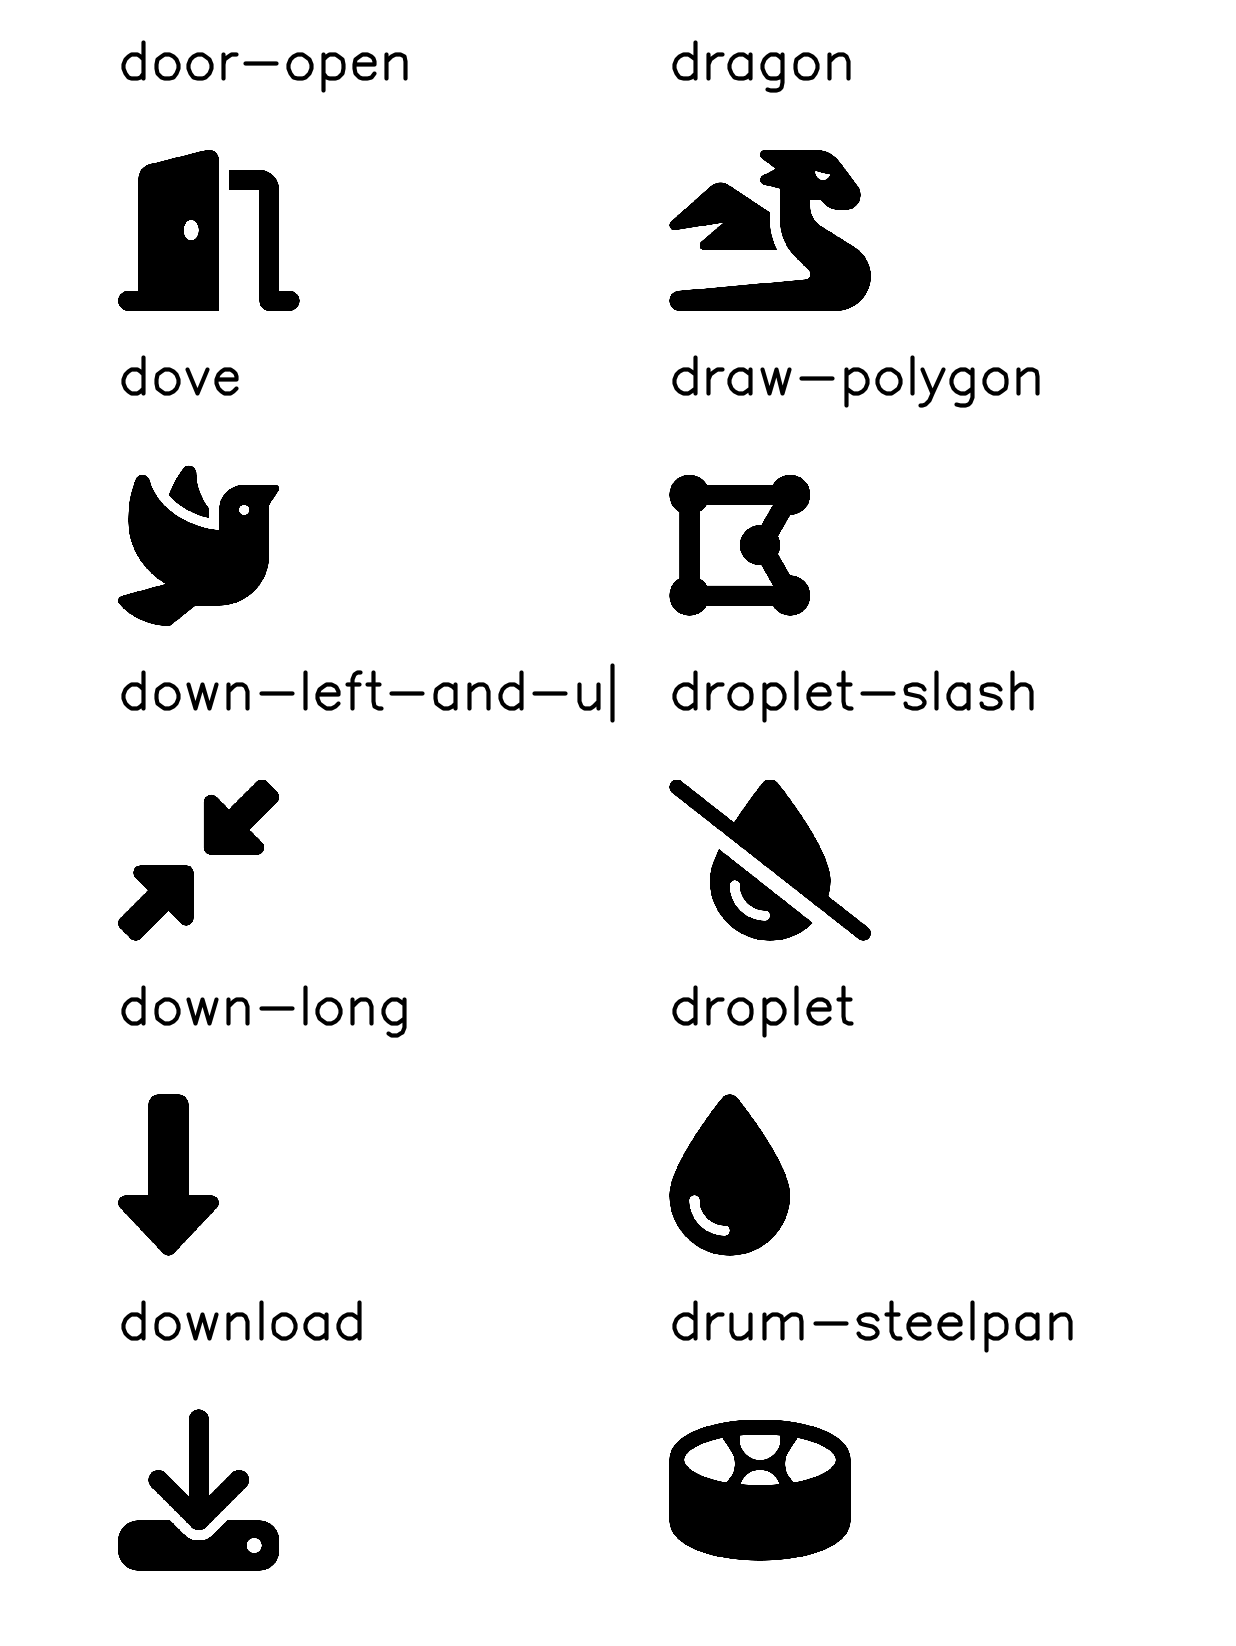 door-open
dragon
dove
draw-polygon
down-left-and-u
droplet-slash
down-long
droplet
download
drum-steelpan